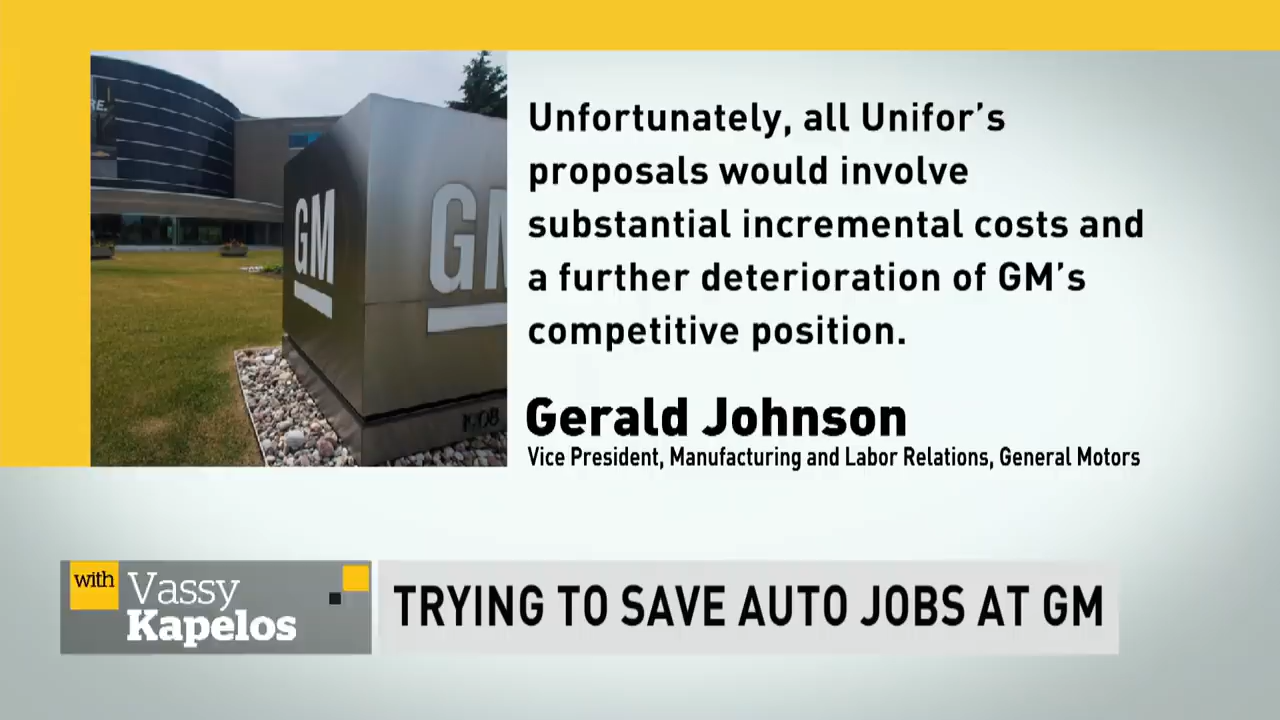 RE.
GM
GM
1908
Unfortunately, all Unifor's
proposals would involve
substantial incremental costs and
a further deterioration of GM's
competitive position.
Gerald Johnson
Vice President, Manufacturing and Labor Relations, General Motors
with
Vassy
Kapelos
TRYING TO SAVE AUTO JOBS AT GM